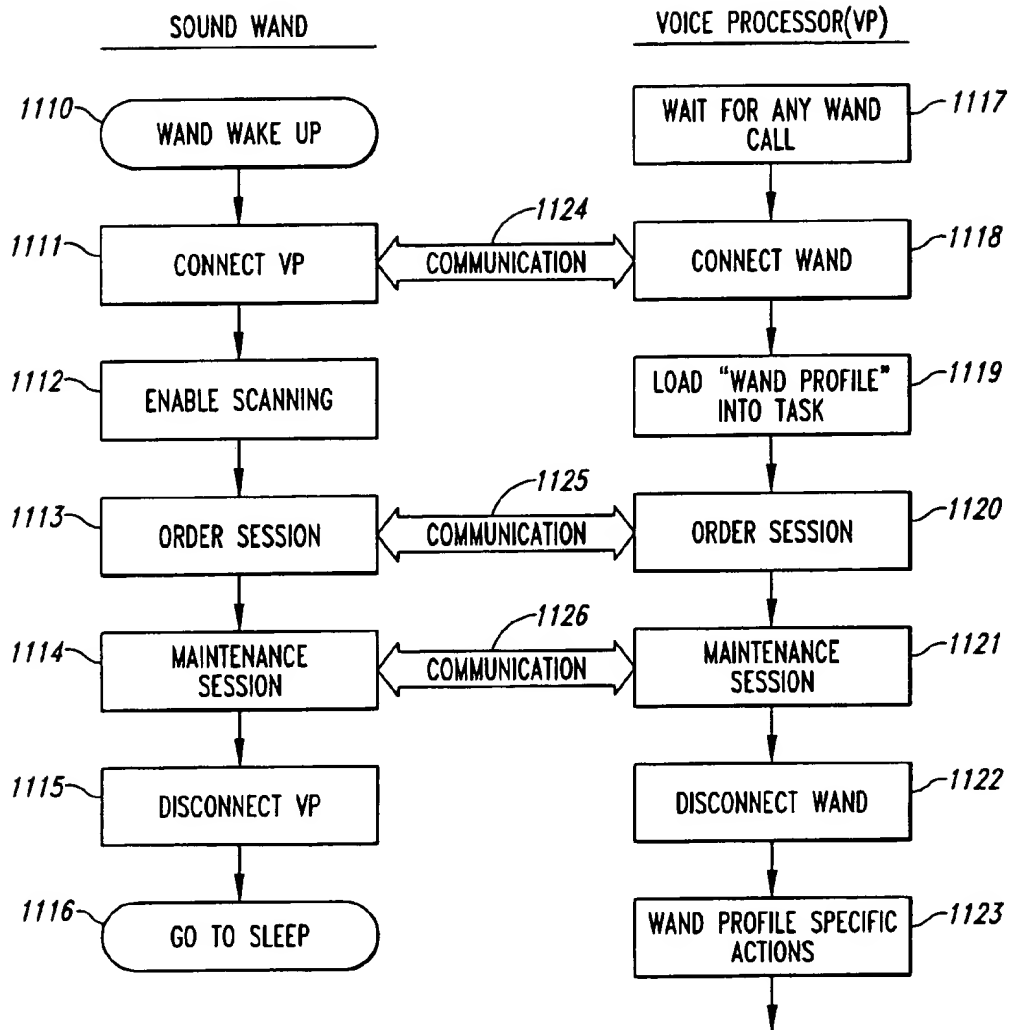 SOUND WAND
1110
WAND WAKE UP
1111
CONNECT VP
1112
ENABLE SCANNING
1113
ORDER SESSION
1114
MAINTENANCE
SESSION
1115
DISCONNECT VP
1116
GO TO SLEEP
1124
COMMUNICATION
1125
COMMUNICATION
1126
COMMUNICATION
VOICE PROCESSOR(VP)
WAIT FOR ANY WAND
CALL
1117
CONNECT WAND
1118
LOAD "WAND PROFILE"
INTO TASK
1119
ORDER SESSION
1120
MAINTENANCE
SESSION
1121
DISCONNECT WAND
1122
WAND PROFILE SPECIFIC
ACTIONS
1123